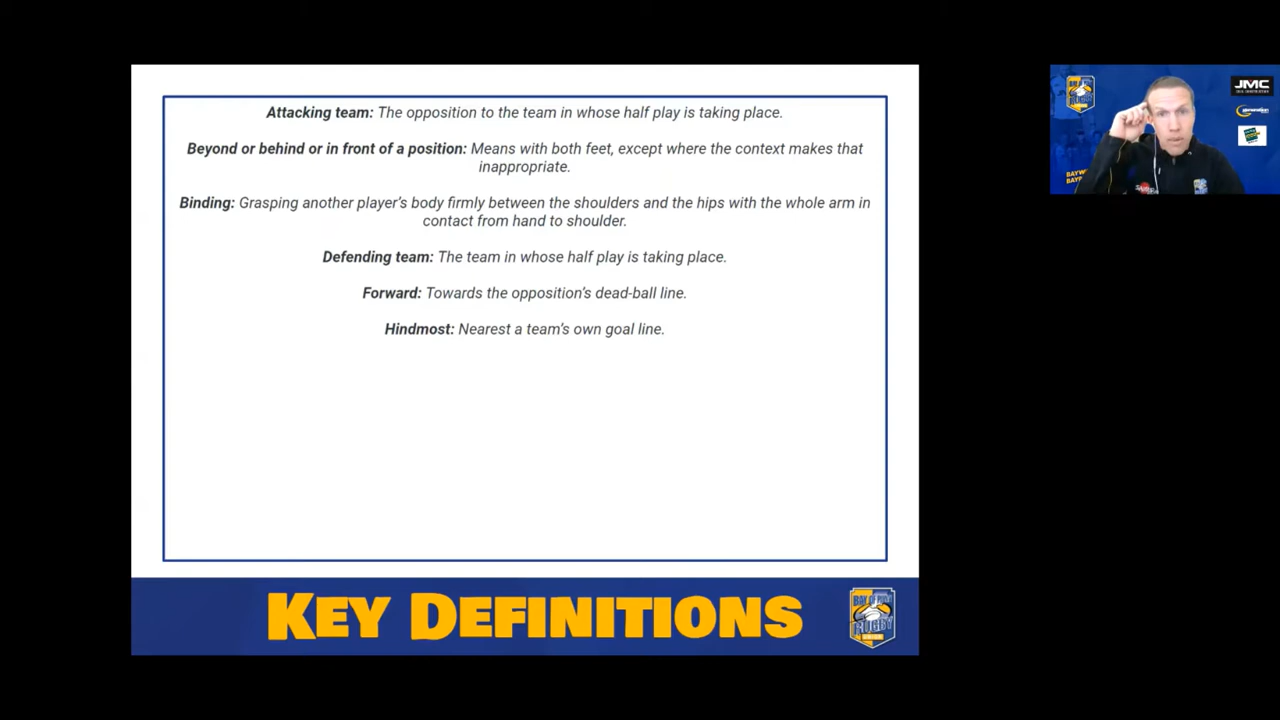 Attacking team: The opposition to the team in whose half play is taking place.
Beyond or behind or in front of a position: Means with both feet, except where the context makes that
inappropriate.
Binding: Grasping another player's body firmly between the shoulders and the hips with the whole arm in
contact from hand to shoulder.
Defending team: The team in whose half play is taking place.
Forward: Towards the opposition's dead-ball line.
Hindmost: Nearest a team's own goal line.
KEY DEFINITIONS
RUGBY
JMC